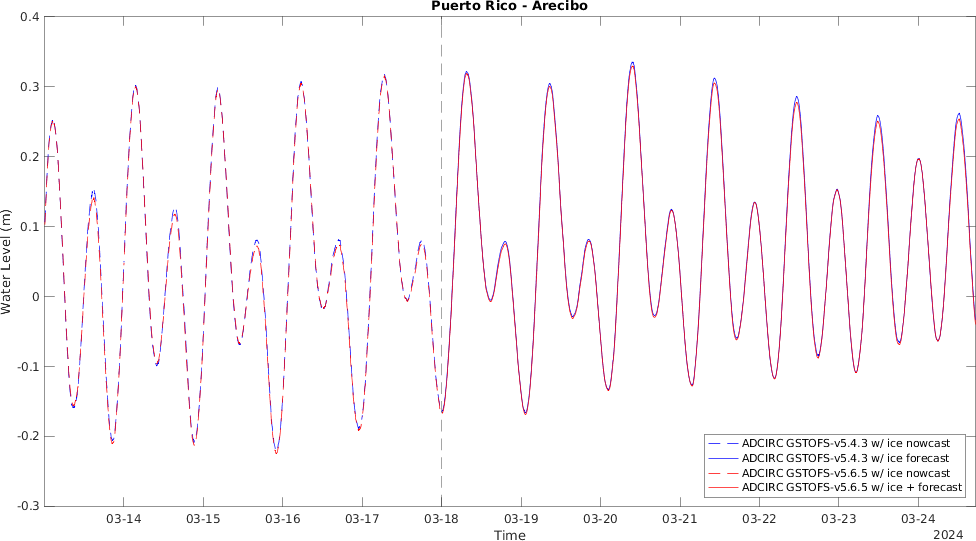 Puerto Rico - Arecibo
Water Level (m)
0.4
0.3
0.2
0.1
0
-0.1
-0.2
-0.3
ADCIRC GSTOFS-v5.4.3 w/ ice nowcast
ADCIRC GSTOFS-v5.4.3 w/ ice forecast
ADCIRC GSTOFS-v5.6.5 w/ ice nowcast
ADCIRC GSTOFS-v5.6.5 w/ ice + forecast
03-14 03-15 03-16 03-17 03-18 03-19 03-20 03-21 03-22 03-23 03-24
Time
2024